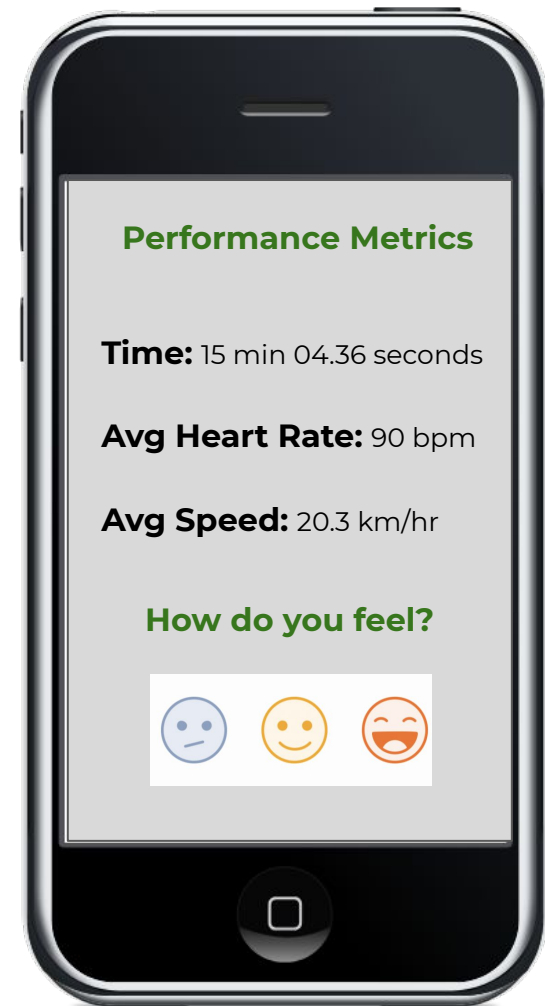 Performance Metrics
Time: 15 min 04.36 seconds
Avg Heart Rate: 90 bpm
Avg Speed: 20.3 km/hr
How do you feel?